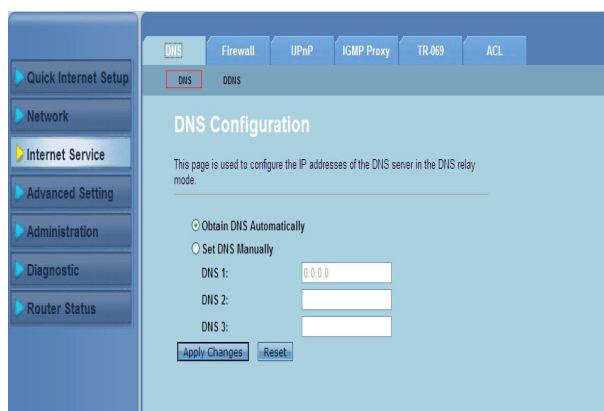 DNS Firewall UPnP IGMP Proxy TR-069 ACL
DNS DDNS
Quick Internet Setup
Network
Internet Service
Advanced Setting
Administration
Diagnostic
Router Status
DNS Configuration
This page is used to configure the IP addresses of the DNS server in the DNS relay
mode.
Obtain DNS Automatically
Set DNS Manually
DNS 1: 0.0.0.0
DNS 2:
DNS 3:
Apply Changes Reset